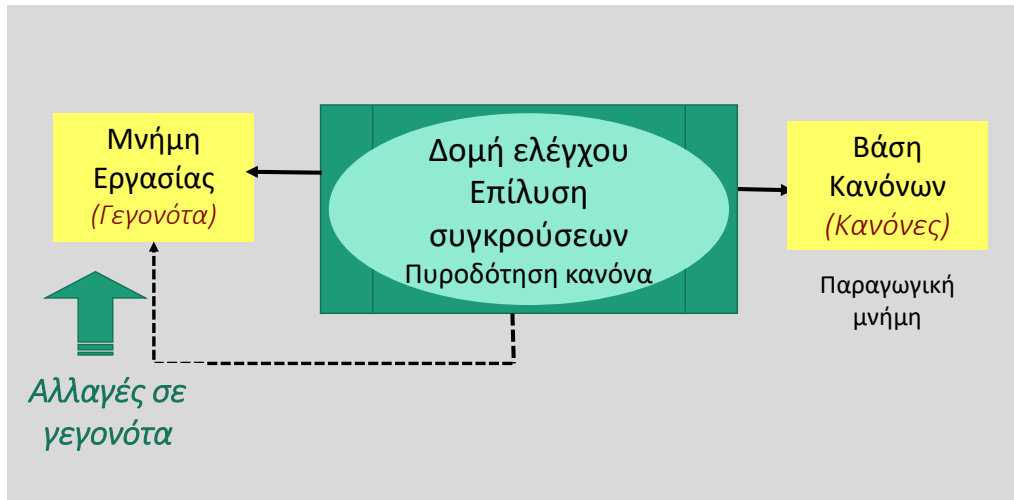 Μνήμη
Εργασίας
(Γεγονότα)
Δομή ελέγχου
Επίλυση
συγκρούσεων
Πυροδότηση κανόνα
Βάση
Κανόνων
(Κανόνες)
Παραγωγική
μνήμη
Αλλαγές σε
γεγονότα